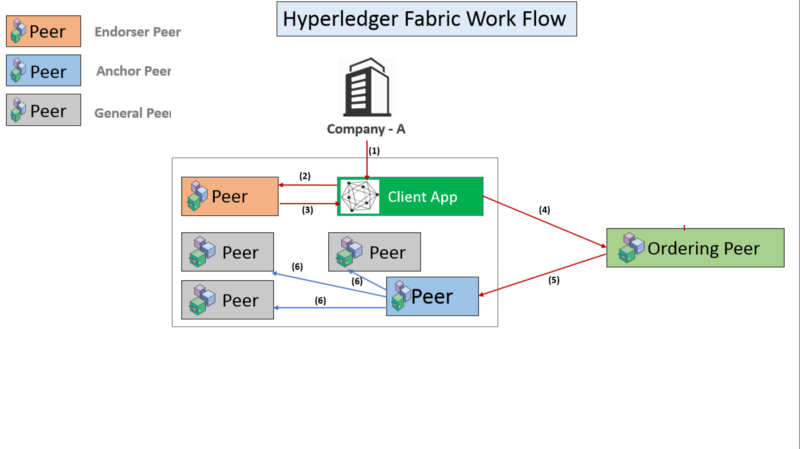 Hyperledger Fabric Work Flow
Peer
Endorser Peer
Peer
Anchor Peer
Peer
General Peer
Company - A
(1)
(2)
Peer
Client App
(3)
(4)
Peer
Peer
Ordering Peer
(6)
(6)
(5)
Peer
(6)
Peer